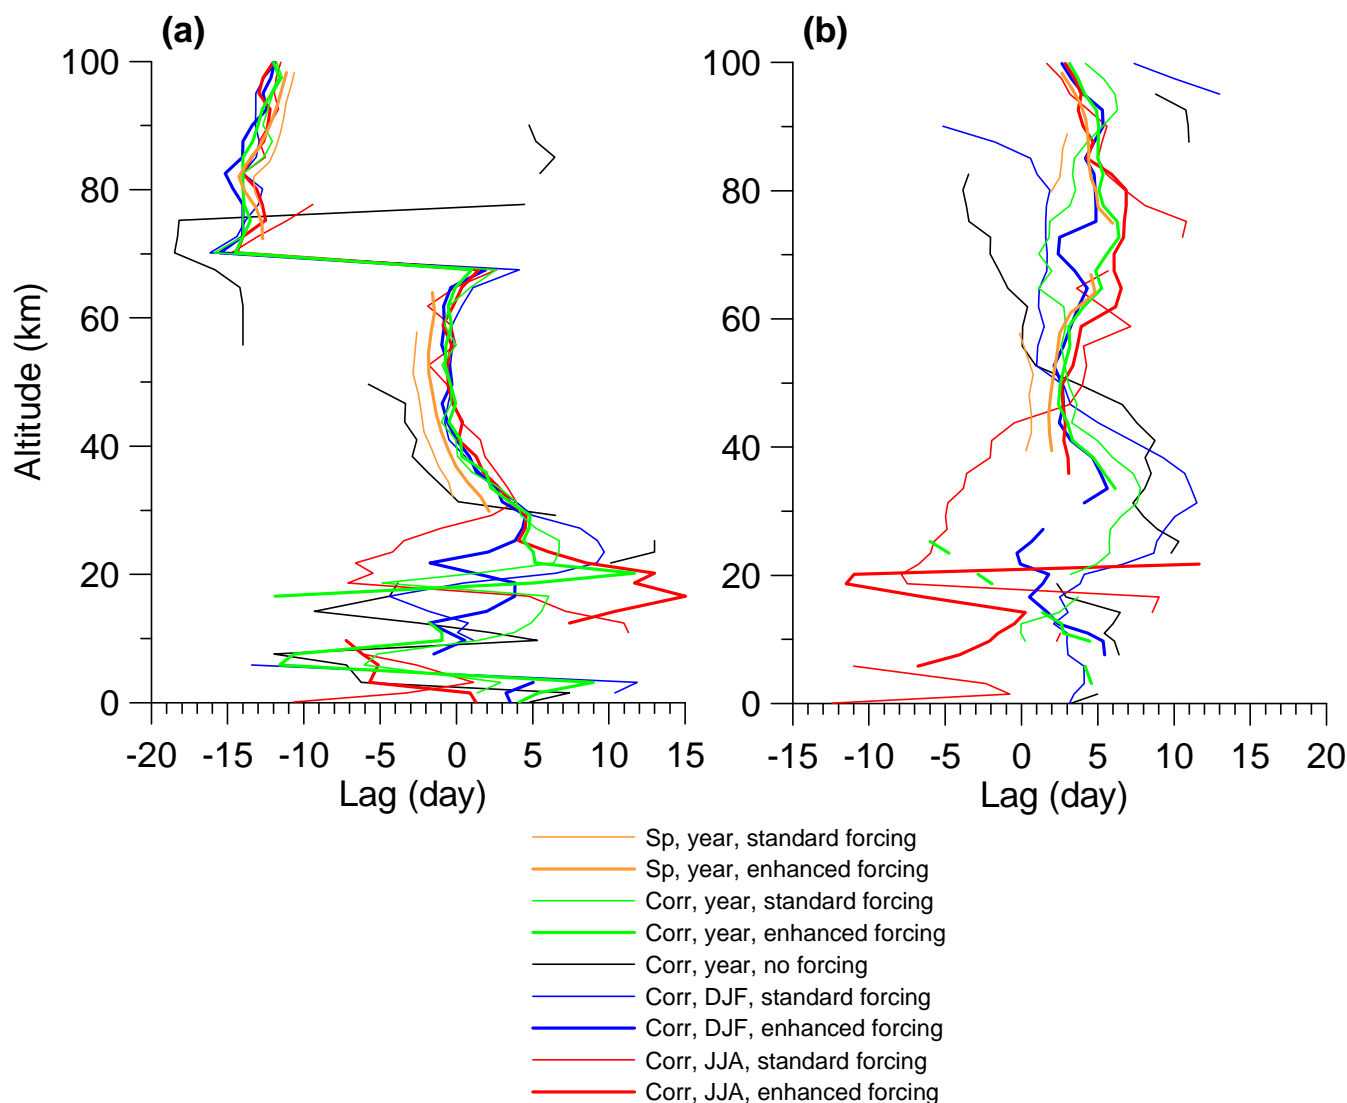 (a) (b)
100 100
80 80
60 60
40 40
20 20
0 0
Altitude (km)
-20 -15 -10 -5 0 5 10 15 -15 -10 -5 0 5 10 15 20
Lag (day) Lag (day)
Sp, year, standard forcing
Sp, year, enhanced forcing
Corr, year, standard forcing
Corr, year, enhanced forcing
Corr, year, no forcing
Corr, DJF, standard forcing
Corr, DJF, enhanced forcing
Corr, JJA, standard forcing
Corr, JJA, enhanced forcing